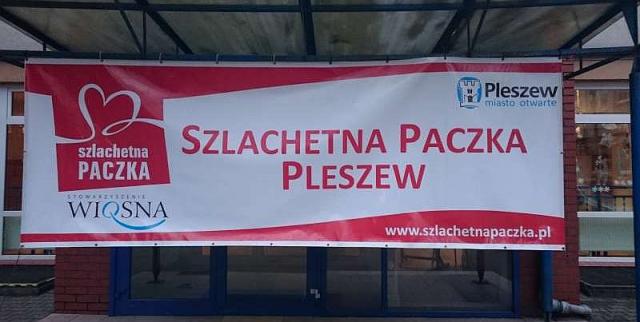 szlachetna
PACZKA
STOWARZYSZENIE
WIOSNA
Pleszew
miasto otwarte
SZLACHETNA PACZKA
PLESZEW
www.szlachetnapaczka.pl